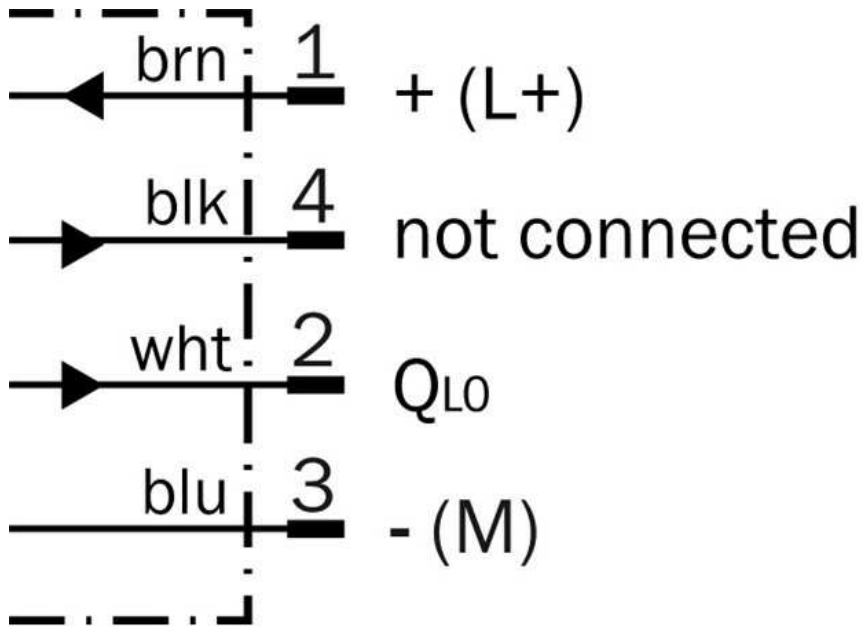 brn 1 + (L+)
blk 4 not connected
wht 2 QL0
blu 3 - (M)